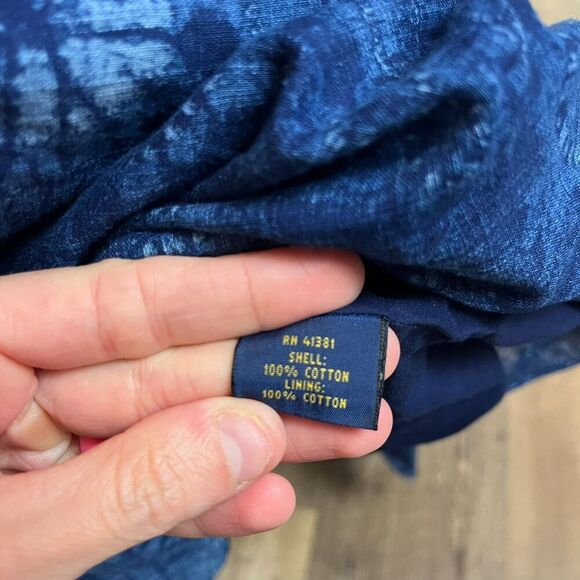 RN 41381
SHELL:
100% COTTON
LINING:
100% COTTON